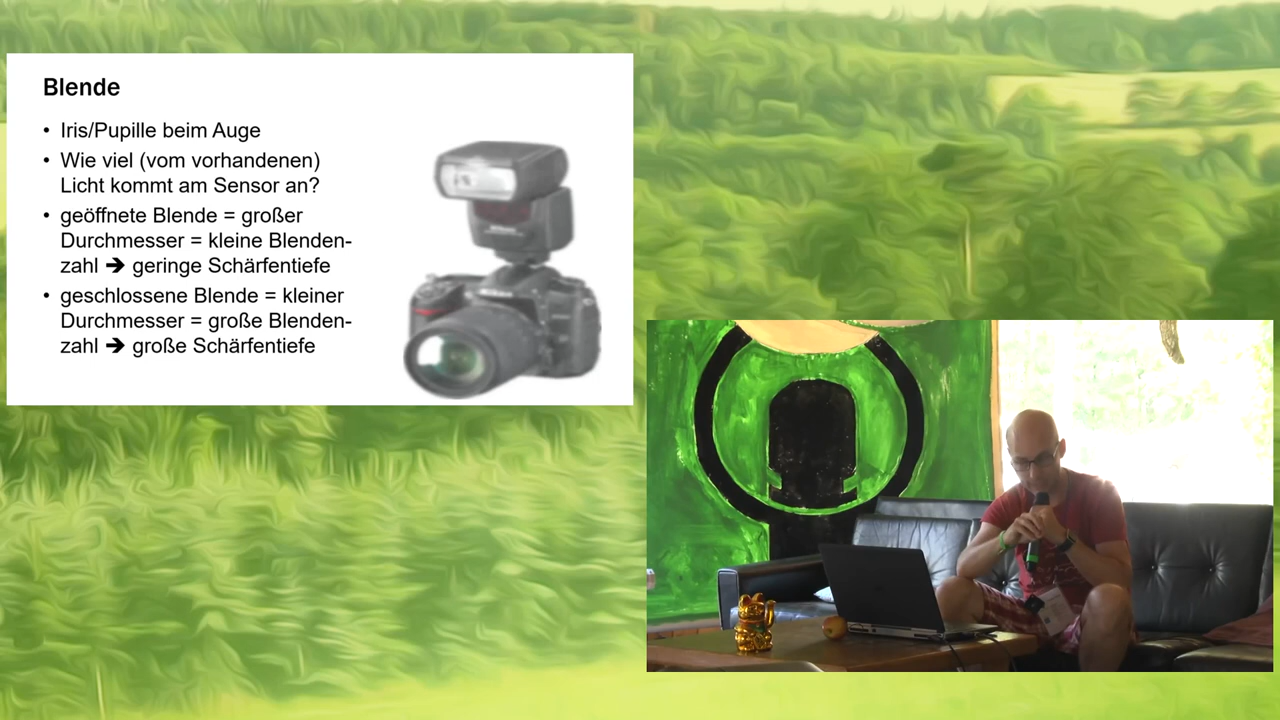 Blende
• Iris/Pupille beim Auge
• Wie viel (vom vorhandenen)
Licht kommt am Sensor an?
• geöffnete Blende = großer
Durchmesser = kleine Blenden-
zahl 🡺 geringe Schärfentiefe
• geschlossene Blende = kleiner
Durchmesser = große Blenden-
zahl 🡺 große Schärfentiefe